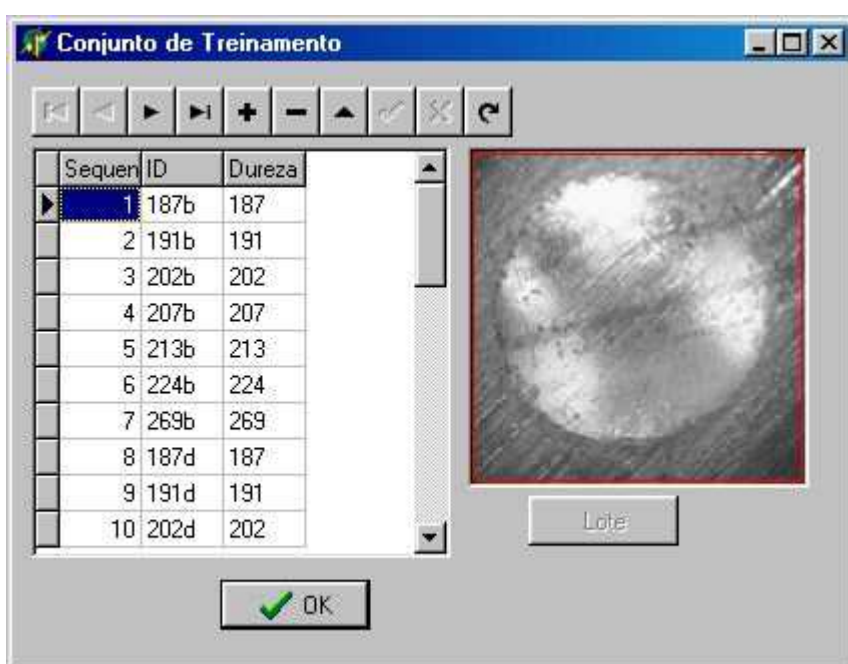 Conjunto de Treinamento
Sequen ID Dureza
1 187b 187
2 191b 191
3 202b 202
4 207b 207
5 213b 213
6 224b 224
7 269b 269
8 187d 187
9 191d 191
10 202d 202
Lote
OK